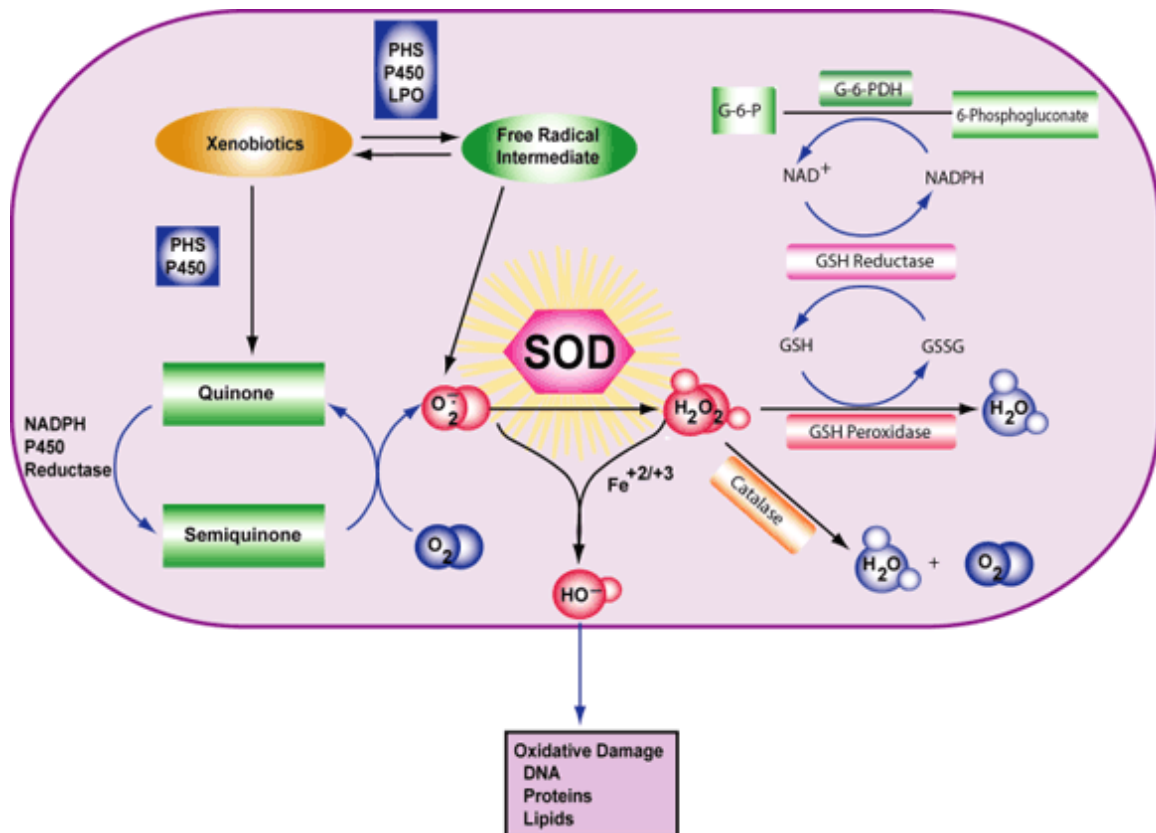 PHS
P450
LPO
G-6-PDH
G-6-P
6-Phosphogluconate
Xenobiotics
Free Radical
Intermediate
NAD+
NADPH
PHS
P450
GSH Reductase
SOD
GSH
GSSG
Quinone
O2-.
H2O2
H2O
GSH Peroxidase
NADPH
P450
Reductase
Fe+2/+3
Catalase
Semiquinone
O2
H2O + O2
HO–
Oxidative Damage
DNA
Proteins
Lipids